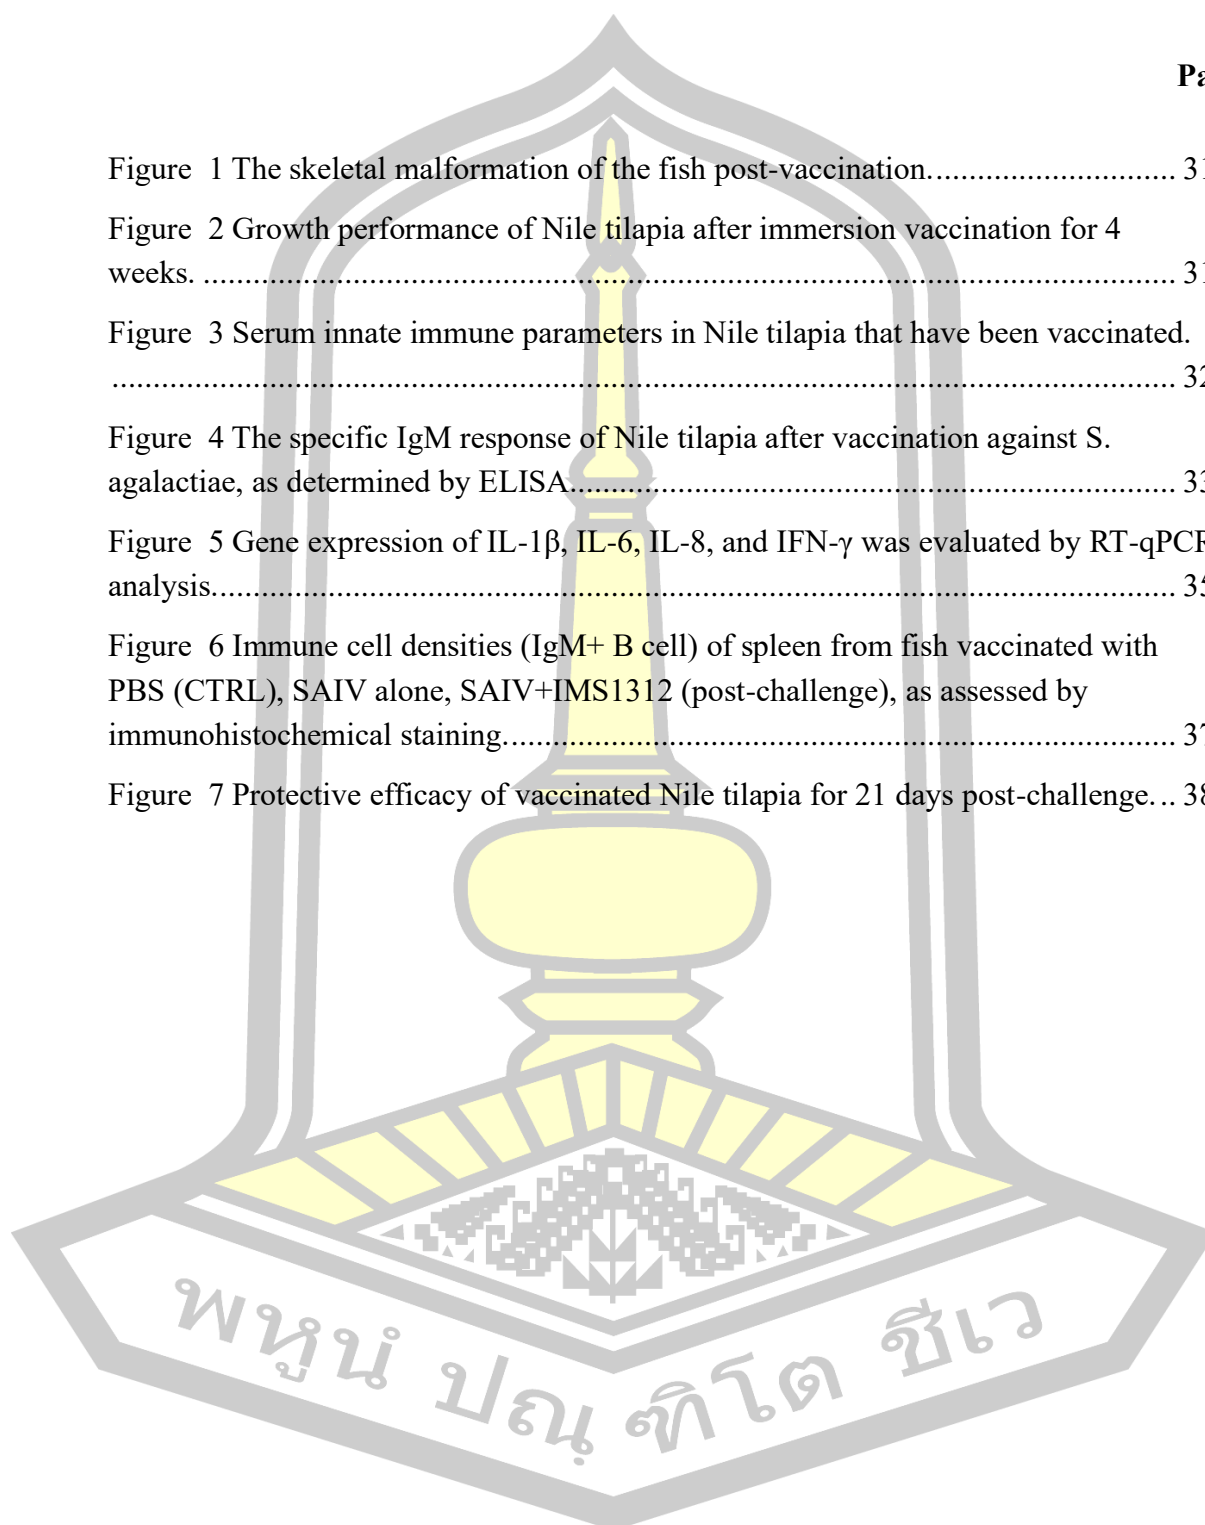 Pa
Figure 1 The skeletal malformation of the fish post-vaccination.............................. 31
Figure 2 Growth performance of Nile tilapia after immersion vaccination for 4
weeks. ..................................................................................................................... 31
Figure 3 Serum innate immune parameters in Nile tilapia that have been vaccinated.
................................................................................................................................ 32
Figure 4 The specific IgM response of Nile tilapia after vaccination against S.
agalactiae, as determined by ELISA......................................................................... 33
Figure 5 Gene expression of IL-1β, IL-6, IL-8, and IFN-γ was evaluated by RT-qPCR
analysis.................................................................................................................... 35
Figure 6 Immune cell densities (IgM+ B cell) of spleen from fish vaccinated with
PBS (CTRL), SAIV alone, SAIV+IMS1312 (post-challenge), as assessed by
immunohistochemical staining.................................................................................. 37
Figure 7 Protective efficacy of vaccinated Nile tilapia for 21 days post-challenge... 38
พหูนํ ปณฺฑิโต ชีเว